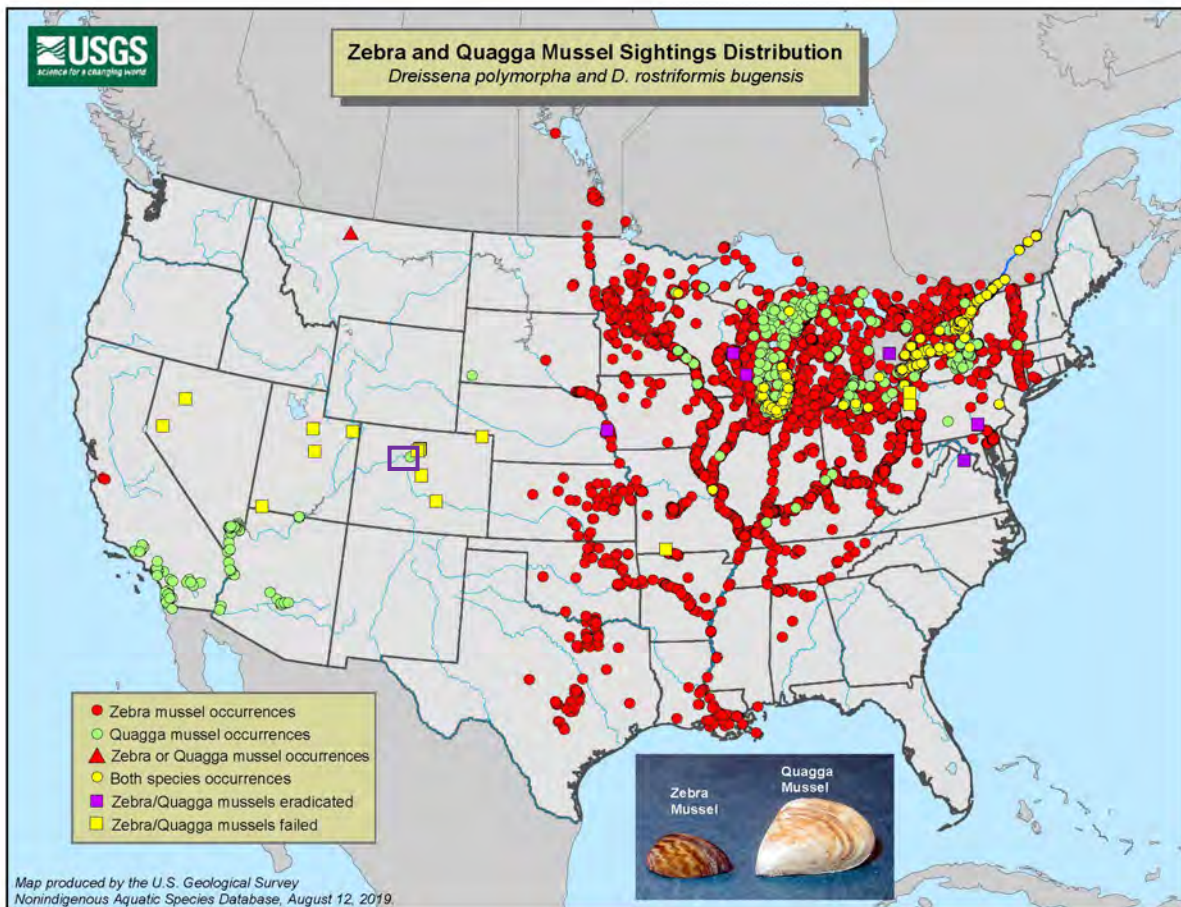 USGS
science for a changing world
Zebra and Quagga Mussel Sightings Distribution
Dreissena polymorpha and D. rostriformis bugensis
Zebra mussel occurrences
Quagga mussel occurrences
Zebra or Quagga mussel occurrences
Both species occurrences
Zebra/Quagga mussels eradicated
Zebra/Quagga mussels failed
Zebra
Mussel
Quagga
Mussel
Map produced by the U.S. Geological Survey
Nonindigenous Aquatic Species Database, August 12, 2019.